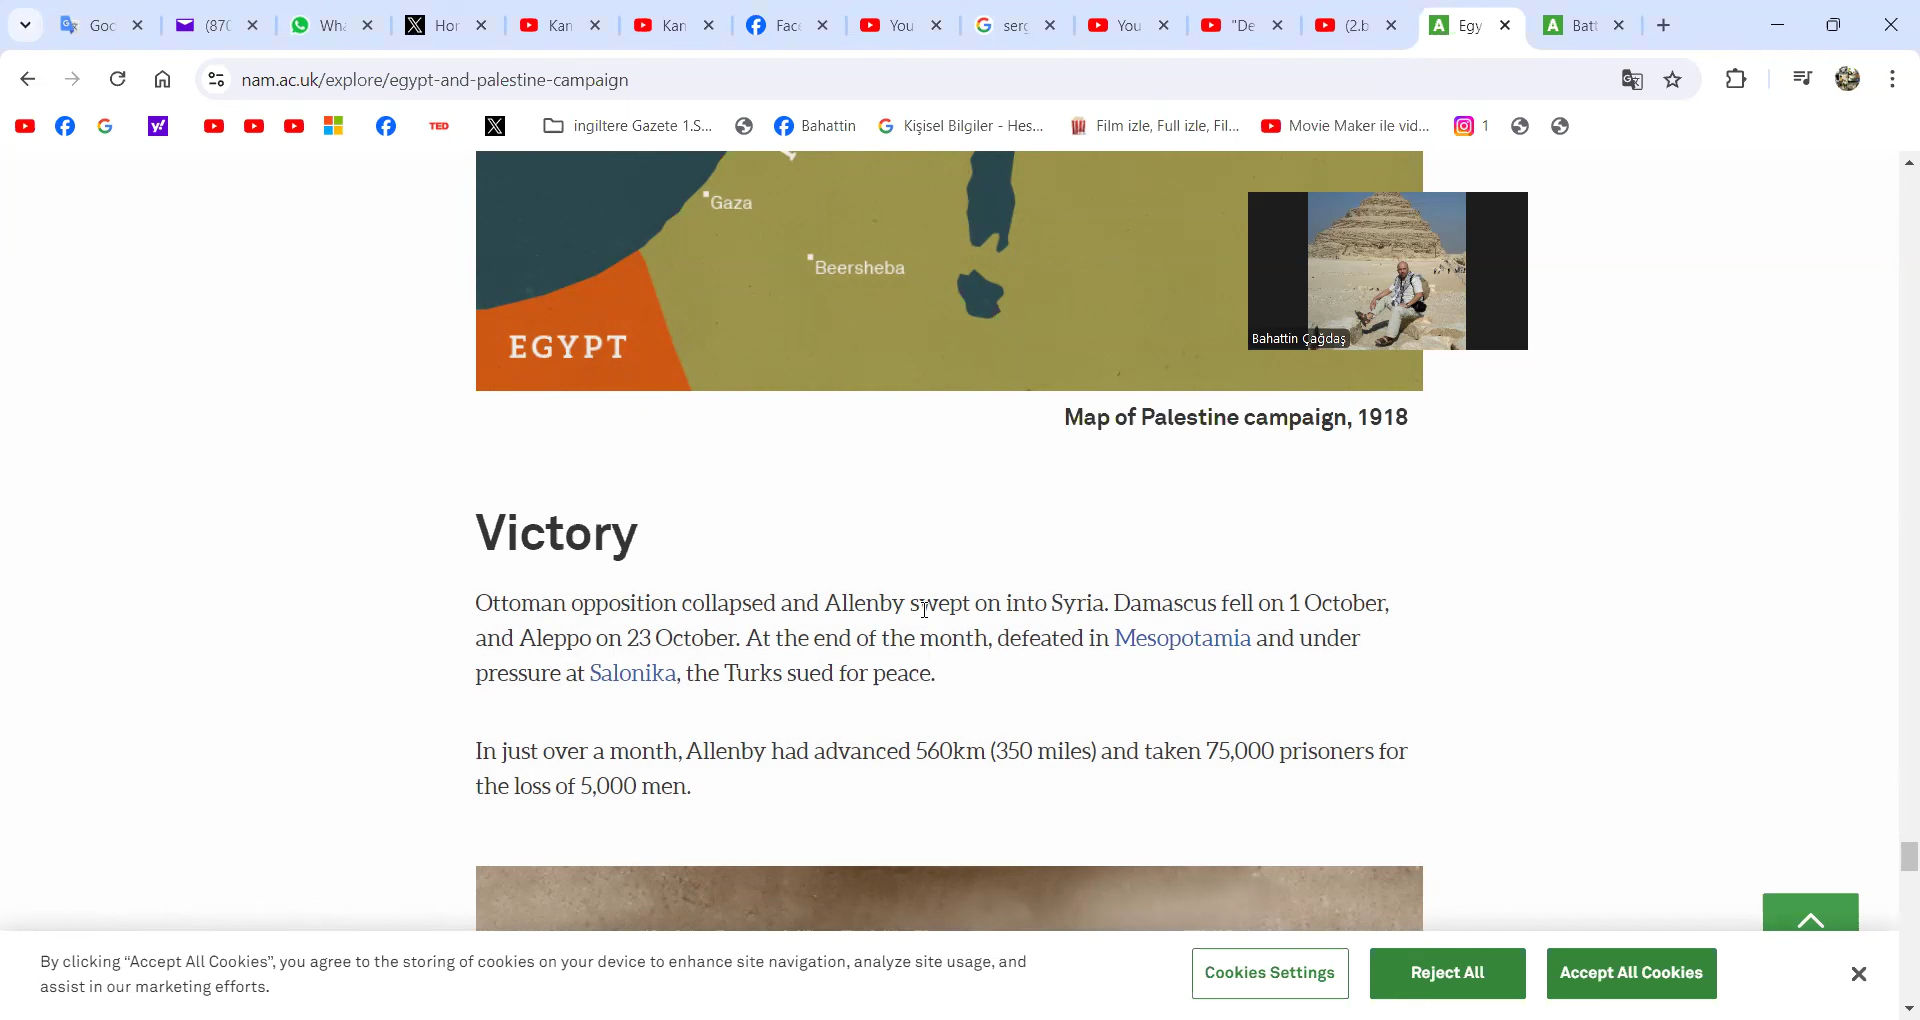 Goc
(870
Wha
Hor
Kan
Kan
Fac
You
serg
You
"De
(2.b
Egy
Batt
nam.ac.uk/explore/egypt-and-palestine-campaign
TED
ingiltere Gazete 1.S...
Bahattin
Kişisel Bilgiler - Hes...
Film izle, Full izle, Fil...
Movie Maker ile vid...
1
Gaza
Beersheba
EGYPT
Bahattin Çağdaş
Map of Palestine campaign, 1918
Victory
Ottoman opposition collapsed and Allenby swept on into Syria. Damascus fell on 1 October,
and Aleppo on 23 October. At the end of the month, defeated in Mesopotamia and under
pressure at Salonika, the Turks sued for peace.
In just over a month, Allenby had advanced 560km (350 miles) and taken 75,000 prisoners for
the loss of 5,000 men.
By clicking “Accept All Cookies”, you agree to the storing of cookies on your device to enhance site navigation, analyze site usage, and
assist in our marketing efforts.
Cookies Settings
Reject All
Accept All Cookies